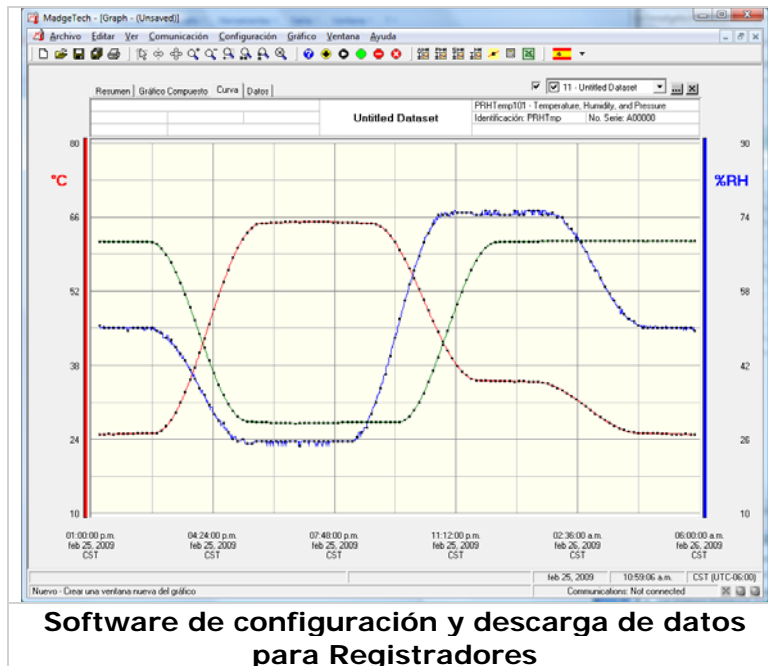 MadgeTech - [Graph - (Unsaved)]
Archivo Editar Ver Comunicación Configuración Gráfico Ventana Ayuda
Resumen Gráfico Compuesto Curva Datos
11 - Untitled Dataset
Untitled Dataset
PRHTemp101 - Temperature, Humidity, and Pressure
Identificación: PRHTmp No. Serie: A00000
°C
%RH
80
66
52
38
24
10
90
74
58
42
26
10
01:00:00 p.m. 04:24:00 p.m. 07:48:00 p.m. 11:12:00 p.m. 02:36:00 a.m. 06:00:00 a.m.
feb 25, 2009 feb 25, 2009 feb 25, 2009 feb 25, 2009 feb 26, 2009 feb 26, 2009
CST CST CST CST CST CST
feb 25, 2009 10:59:06 a.m. CST (UTC-06:00)
Nuevo - Crear una ventana nueva del gráfico Communications: Not connected
Software de configuración y descarga de datos
para Registradores